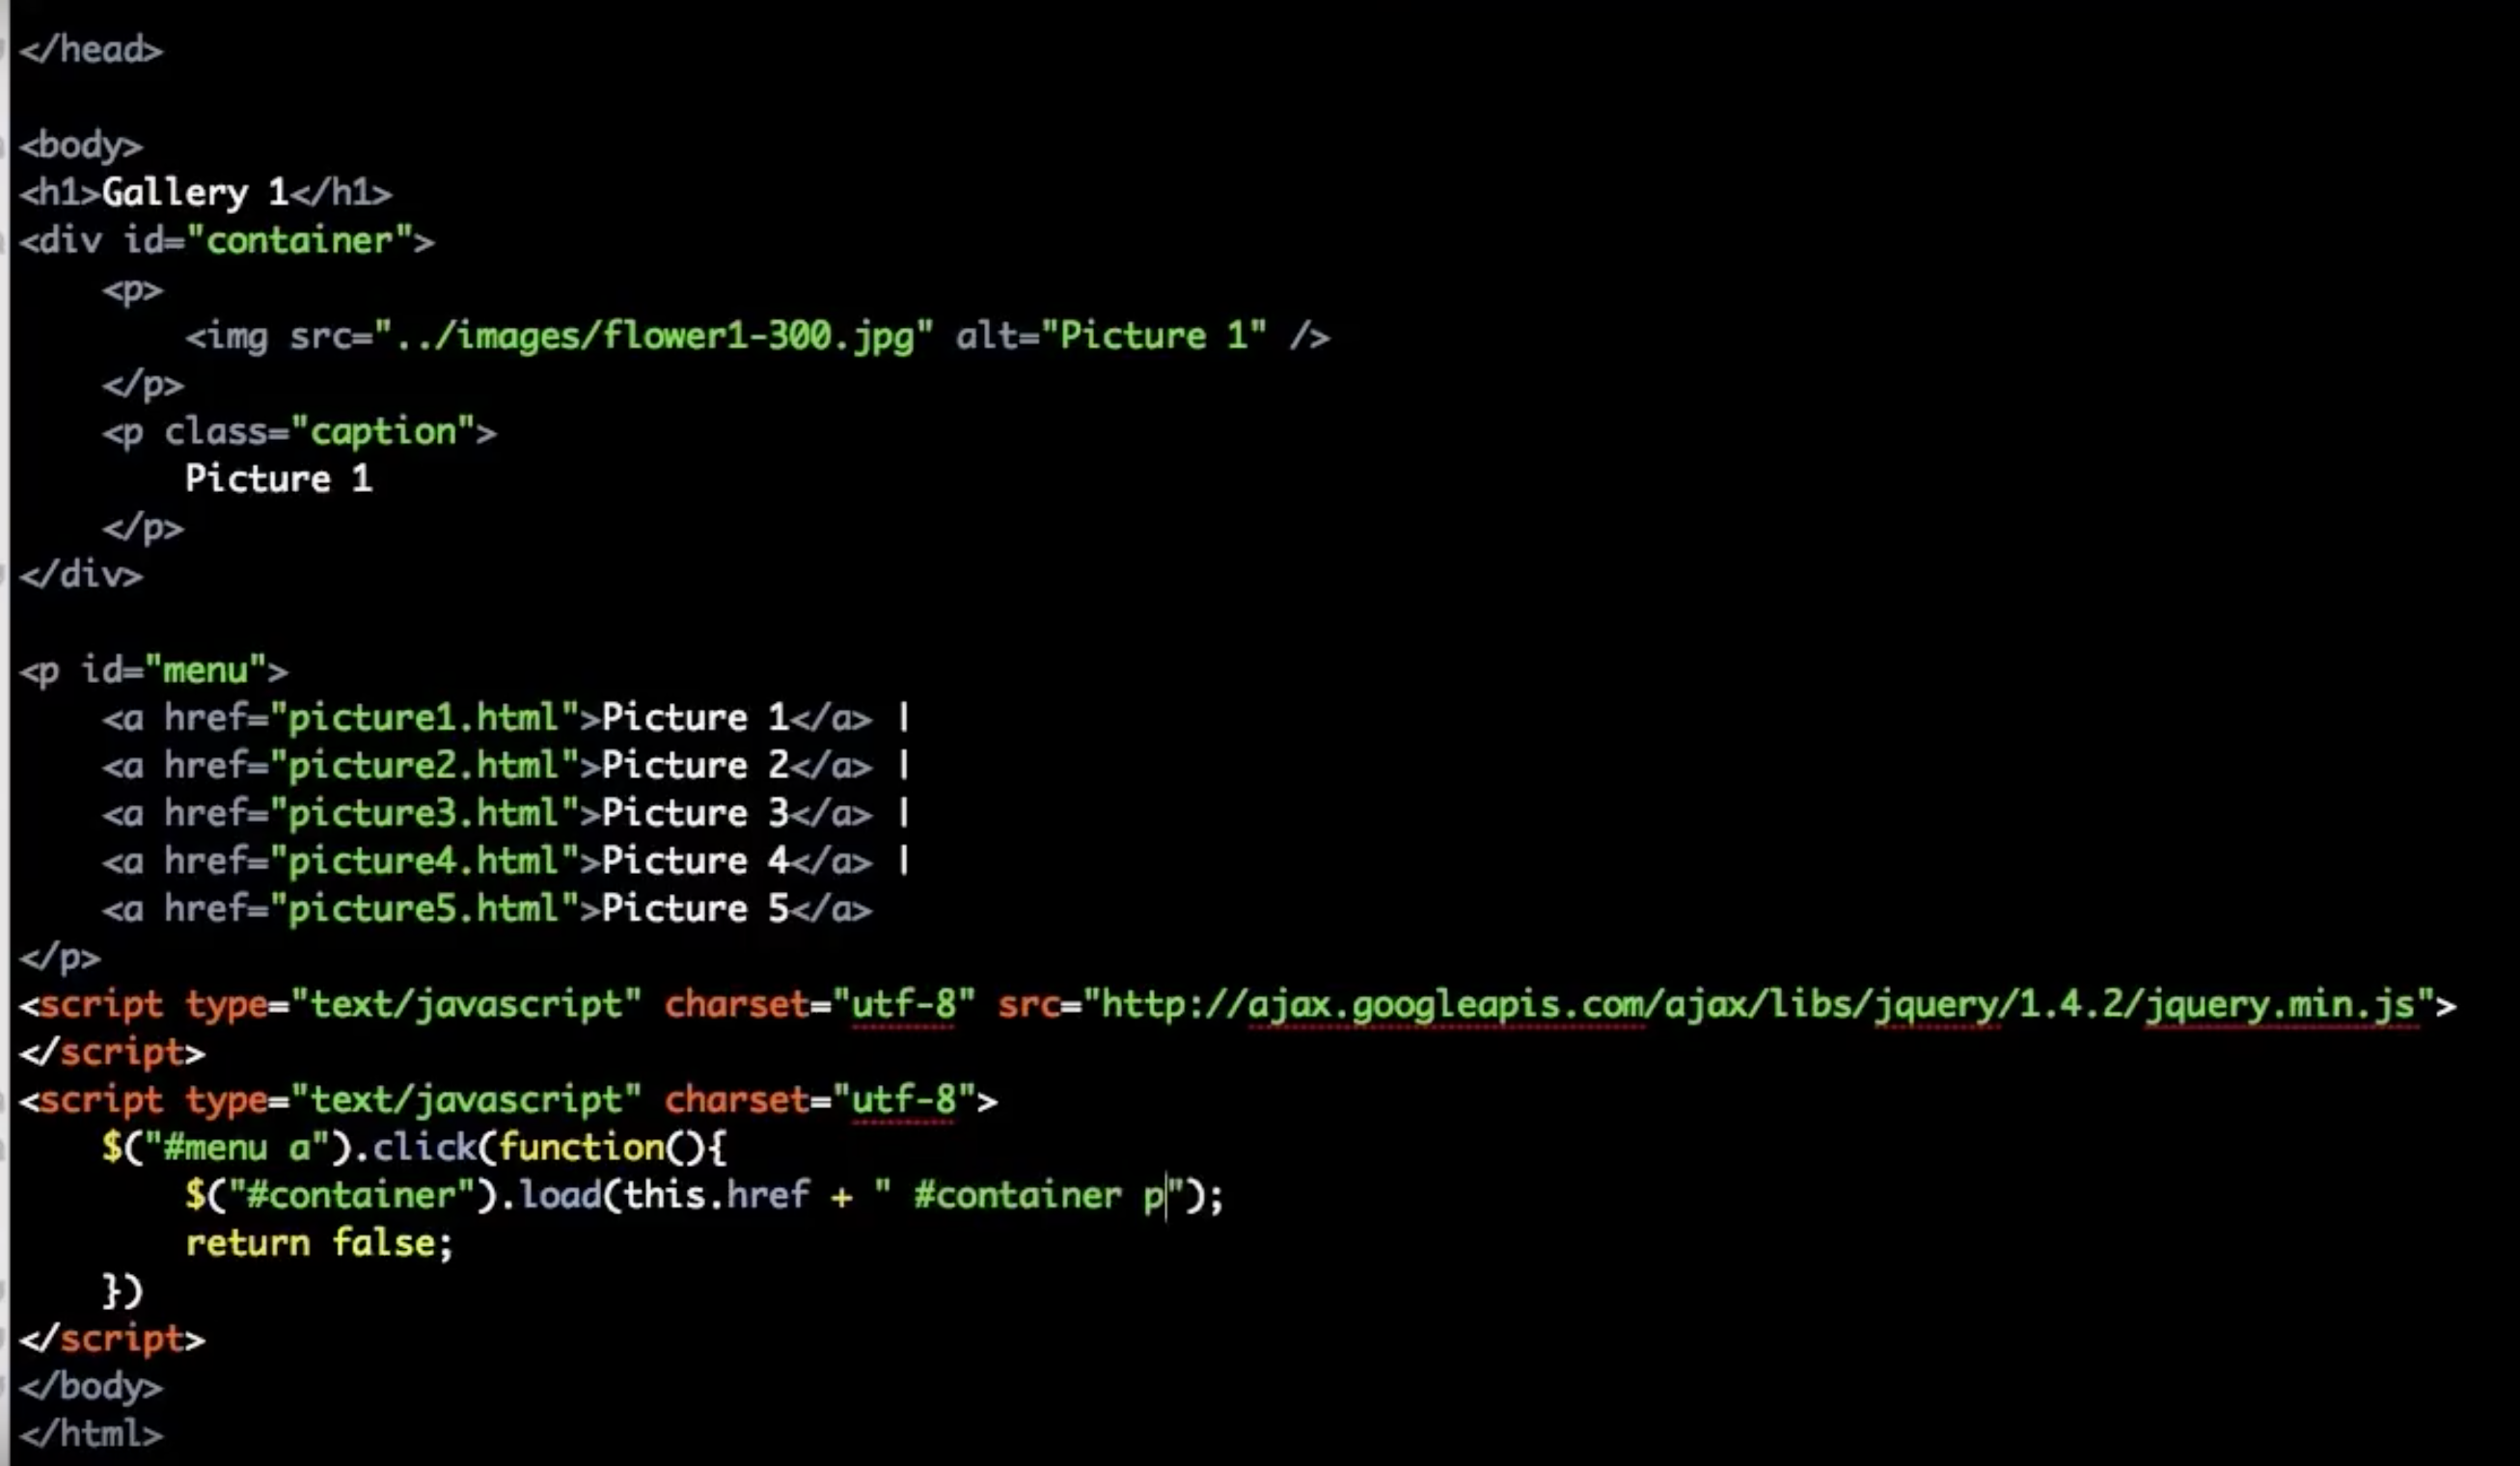 </head>
<body>
<h1>Gallery 1</h1>
<div id="container">
    <p>
        <img src="../images/flower1-300.jpg" alt="Picture 1" />
    </p>
    <p class="caption">
        Picture 1
    </p>
</div>
<p id="menu">
    <a href="picture1.html">Picture 1</a> |
    <a href="picture2.html">Picture 2</a> |
    <a href="picture3.html">Picture 3</a> |
    <a href="picture4.html">Picture 4</a> |
    <a href="picture5.html">Picture 5</a>
</p>
<script type="text/javascript" charset="utf-8" src="http://ajax.googleapis.com/ajax/libs/jquery/1.4.2/jquery.min.js">
</script>
<script type="text/javascript" charset="utf-8">
    $("#menu a").click(function(){
        $("#container").load(this.href + " #container p");
        return false;
    })
</script>
</body>
</html>